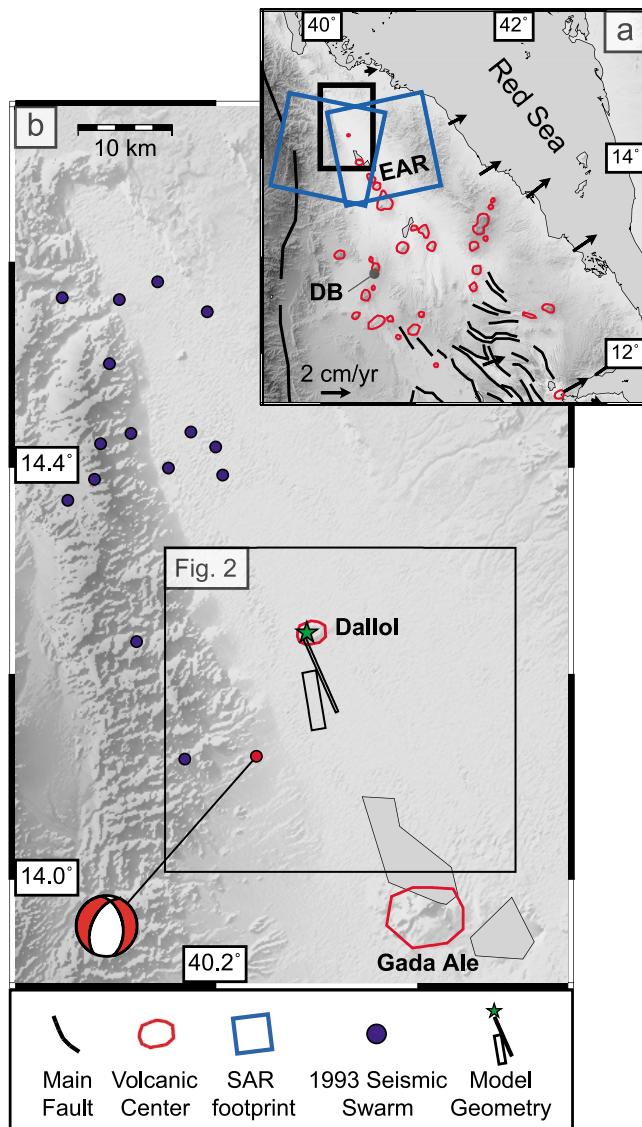 40°
42°
a
Red Sea
14°
EAR
DB
12°
2 cm/yr
b
10 km
14.4°
Fig. 2
Dallol
14.0°
40.2°
Gada Ale
Main
Fault
Volcanic
Center
SAR
footprint
1993 Seismic
Swarm
Model
Geometry